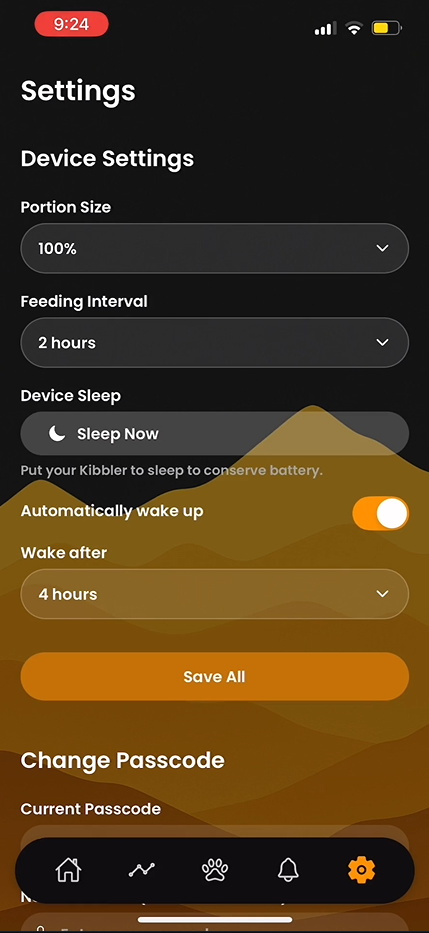 9:24
Settings
Device Settings
Portion Size
100%
Feeding Interval
2 hours
Device Sleep
Sleep Now
Put your Kibbler to sleep to conserve battery.
Automatically wake up
Wake after
4 hours
Save All
Change Passcode
Current Passcode